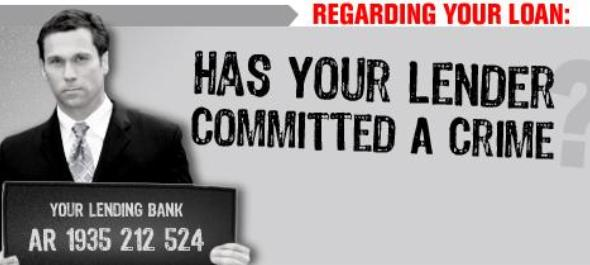 REGARDING YOUR LOAN:
HAS YOUR LENDER
COMMITTED A CRIME
?
YOUR LENDING BANK
AR 1935 212 524